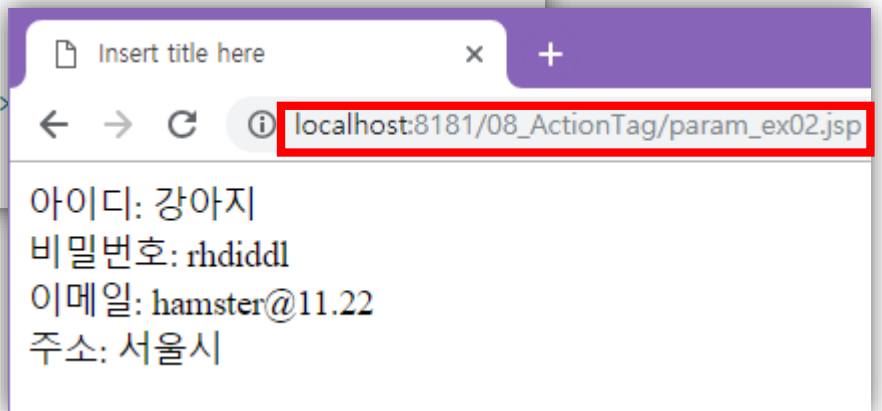 Insert title here
localhost:8181/08_ActionTag/param_ex02.jsp
아이디: 강아지
비밀번호: rhdiddl
이메일: hamster@11.22
주소: 서울시